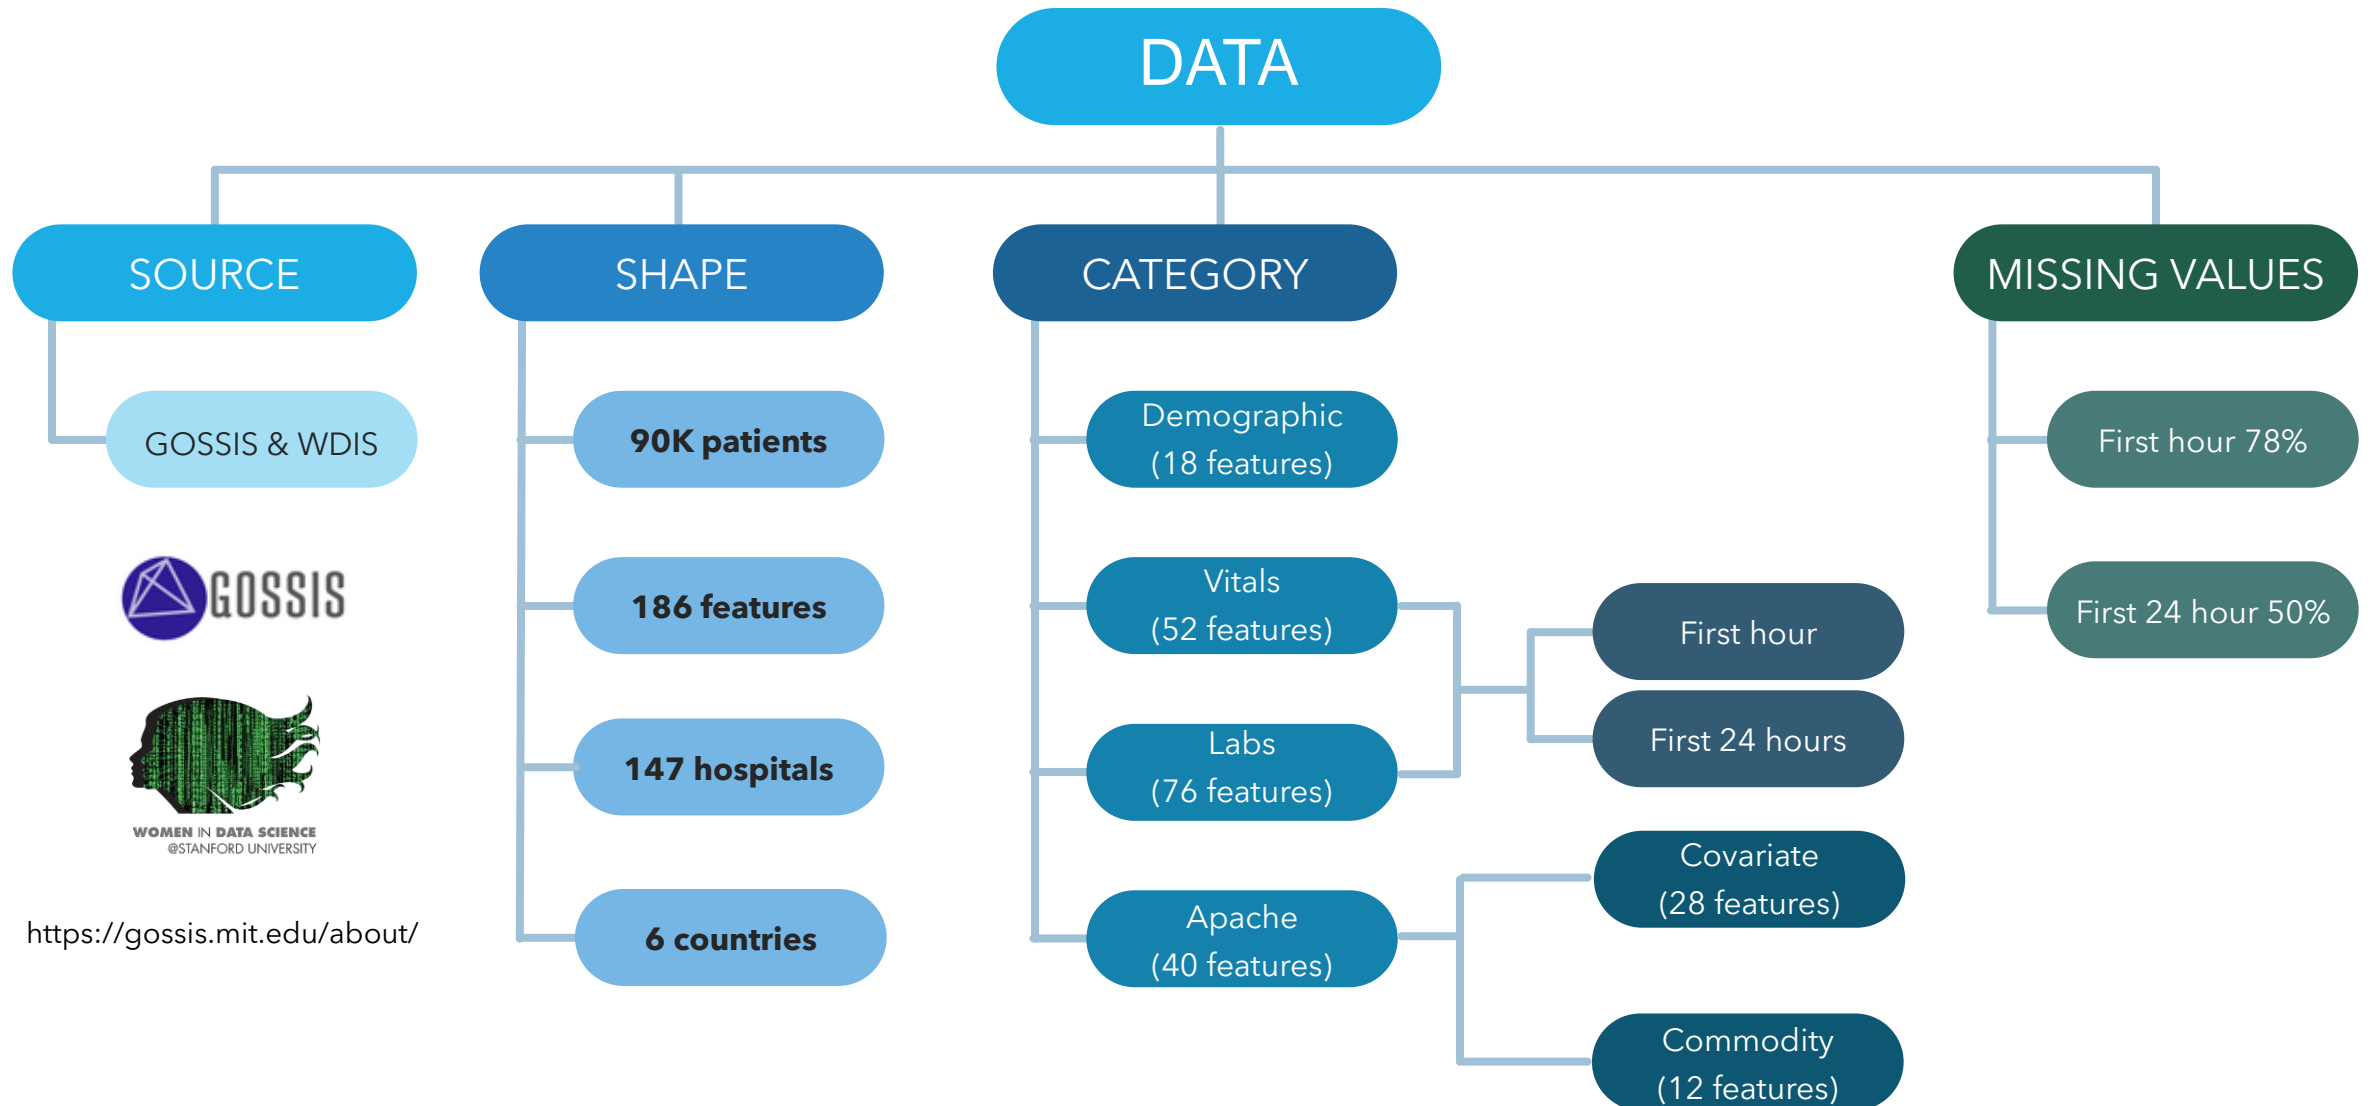 DATA
SOURCE
GOSSIS & WDIS
GOSSIS
WOMEN IN DATA SCIENCE
@STANFORD UNIVERSITY
https://gossis.mit.edu/about/
SHAPE
90K patients
186 features
147 hospitals
6 countries
CATEGORY
Demographic
(18 features)
Vitals
(52 features)
Labs
(76 features)
Apache
(40 features)
First hour
First 24 hours
Covariate
(28 features)
Commodity
(12 features)
MISSING VALUES
First hour 78%
First 24 hour 50%